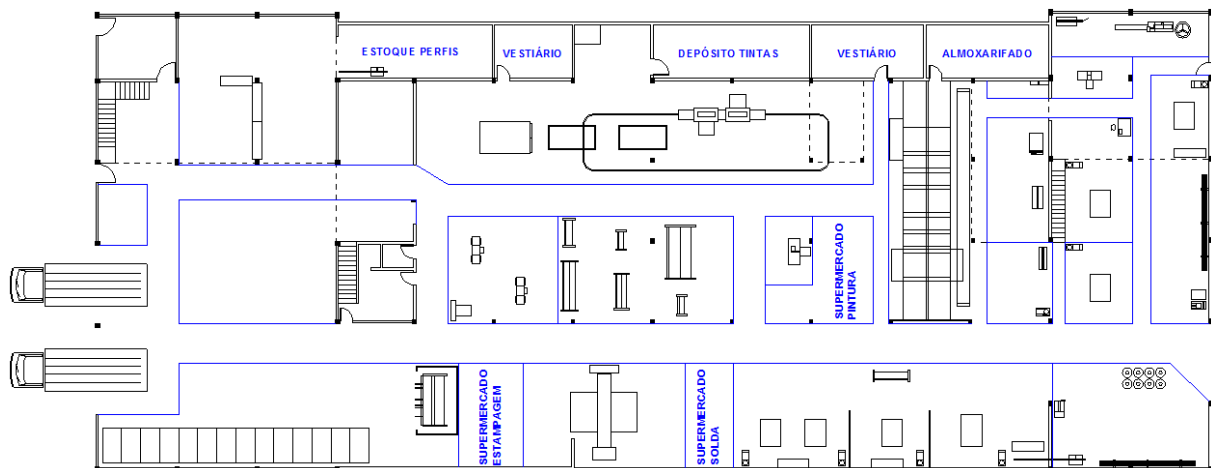 ESTOQUE PERFIS
VESTIÁRIO
DEPÓSITO TINTAS
VESTIÁRIO
ALMOXARIFADO
SUPERMERCADO
PINTURA
SUPERMERCADO
ESTAMPAGEM
SUPERMERCADO
SOLDA